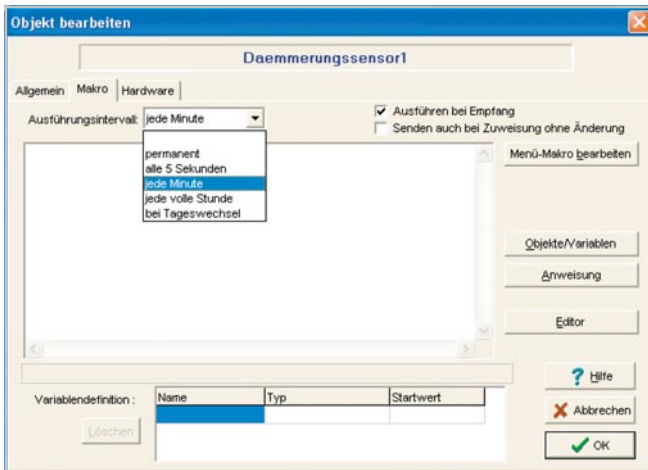 Objekt bearbeiten
Daemmerungssensor1
Allgemein Makro Hardware
Ausführungsintervall: jede Minute
Ausführen bei Empfang
Senden auch bei Zuweisung ohne Änderung
permanent
alle 5 Sekunden
jede Minute
jede volle Stunde
bei Tageswechsel
Menü-Makro bearbeiten
Objekte/Variablen
Anweisung
Editor
Hilfe
Variablendefinition :
Name Typ Startwert
Löschen
Abbrechen
OK